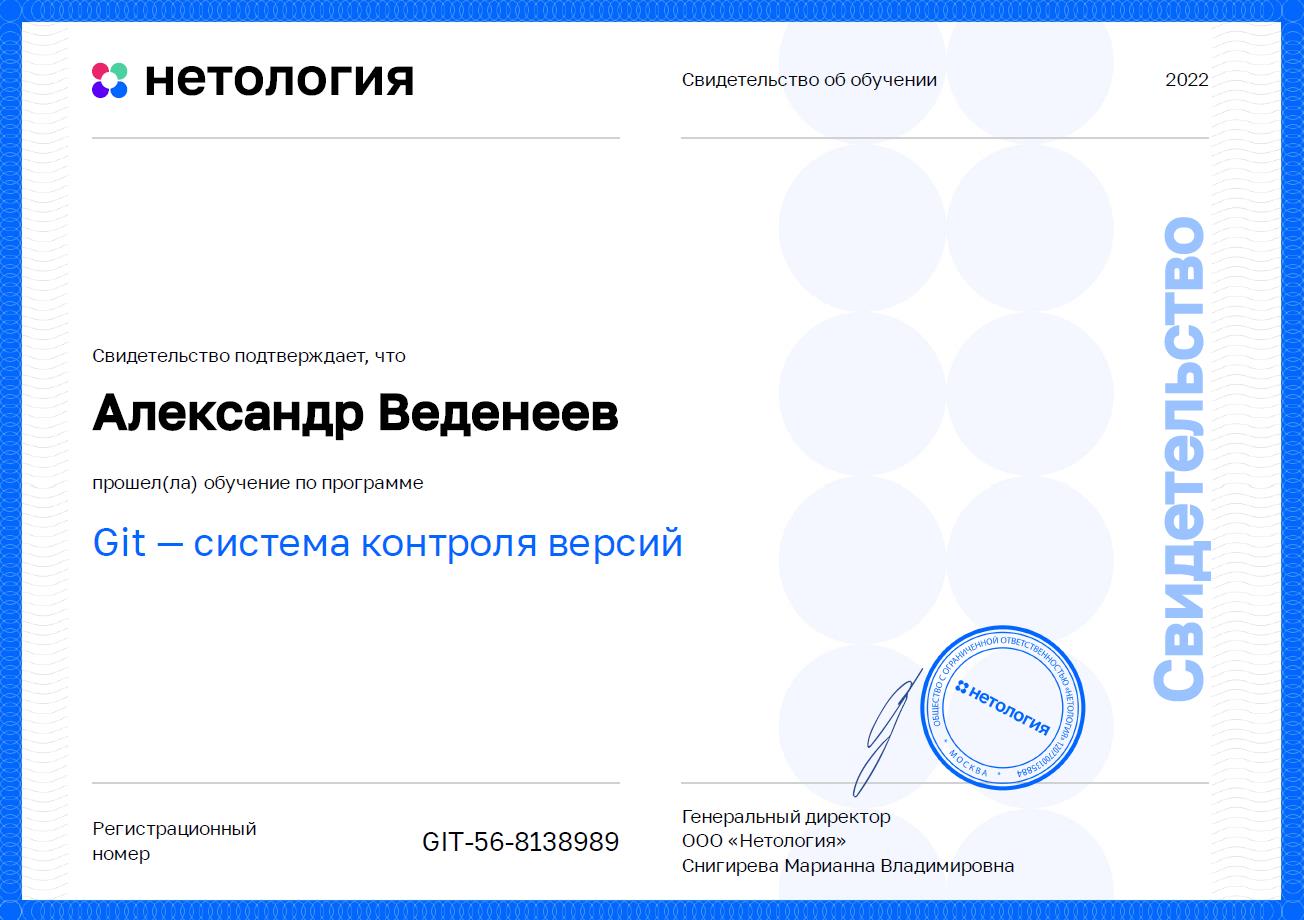 нетология
Свидетельство об обучении
2022
Свидетельство подтверждает, что
Александр Веденеев
прошел(ла) обучение по программе
Git — система контроля версий
Свидетельство
ОБЩЕСТВО С ОГРАНИЧЕННОЙ ОТВЕТСТВЕННОСТЬЮ «НЕТОЛОГИЯ» 1207700135884
* МОСКВА *
нетология
Регистрационный
номер
GIT-56-8138989
Генеральный директор
ООО «Нетология»
Снигирева Марианна Владимировна